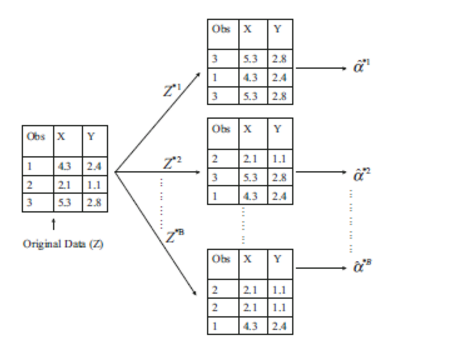 Obs X Y
3 5.3 2.8
1 4.3 2.4
3 5.3 2.8
α̂*1
Z*1
Obs X Y
1 4.3 2.4
2 2.1 1.1
3 5.3 2.8
Original Data (Z)
Z*2
Obs X Y
2 2.1 1.1
3 5.3 2.8
1 4.3 2.4
α̂*2
Z*B
Obs X Y
2 2.1 1.1
2 2.1 1.1
1 4.3 2.4
α̂*B